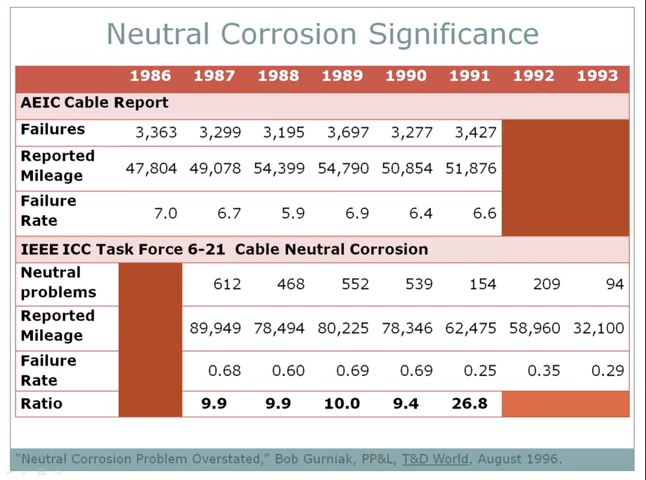 Neutral Corrosion Significance
1986 1987 1988 1989 1990 1991 1992 1993
AEIC Cable Report
Failures 3,363 3,299 3,195 3,697 3,277 3,427
Reported
Mileage 47,804 49,078 54,399 54,790 50,854 51,876
Failure
Rate 7.0 6.7 5.9 6.9 6.4 6.6
IEEE ICC Task Force 6-21 Cable Neutral Corrosion
Neutral
problems 612 468 552 539 154 209 94
Reported
Mileage 89,949 78,494 80,225 78,346 62,475 58,960 32,100
Failure
Rate 0.68 0.60 0.69 0.69 0.25 0.35 0.29
Ratio 9.9 9.9 10.0 9.4 26.8
"Neutral Corrosion Problem Overstated," Bob Gurniak, PP&L, T&D World, August 1996.